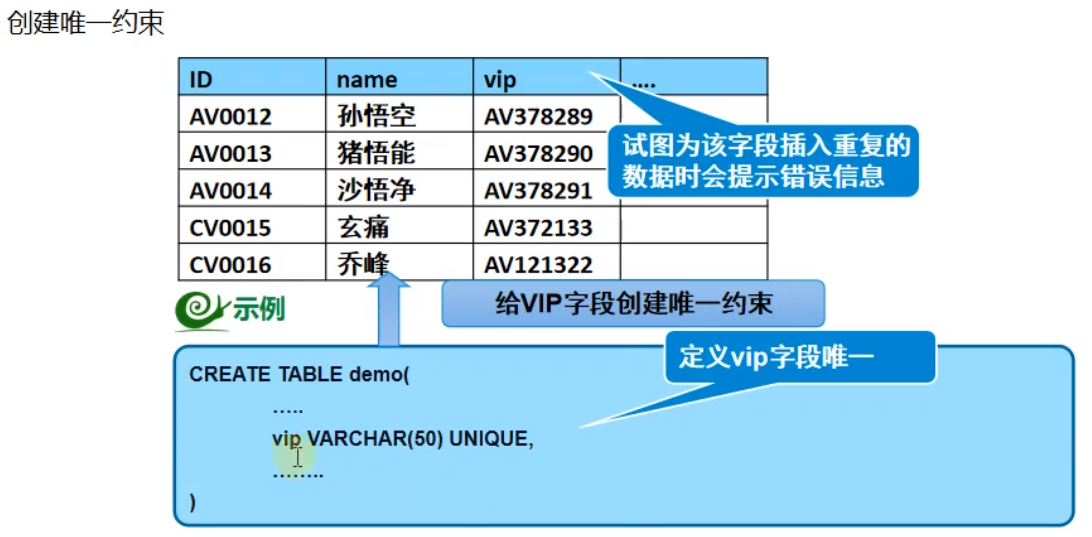 创建唯一约束
ID name vip ....
AV0012 孙悟空 AV378289
AV0013 猪悟能 AV378290
AV0014 沙悟净 AV378291
CV0015 玄痛 AV372133
CV0016 乔峰 AV121322
试图为该字段插入重复的
数据时会提示错误信息
示例
给VIP字段创建唯一约束
定义vip字段唯一
CREATE TABLE demo(
.....
vip VARCHAR(50) UNIQUE,
........
)